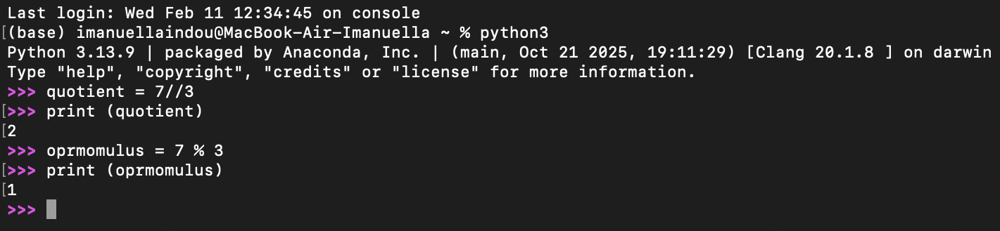 Last login: Wed Feb 11 12:34:45 on console
[(base) imanuellaindou@MacBook-Air-Imanuella ~ % python3
Python 3.13.9 | packaged by Anaconda, Inc. | (main, Oct 21 2025, 19:11:29) [Clang 20.1.8 ] on darwin
Type "help", "copyright", "credits" or "license" for more information.
>>> quotient = 7//3
[>>> print (quotient)
[2
>>> oprmomulus = 7 % 3
[>>> print (oprmomulus)
[1
>>>